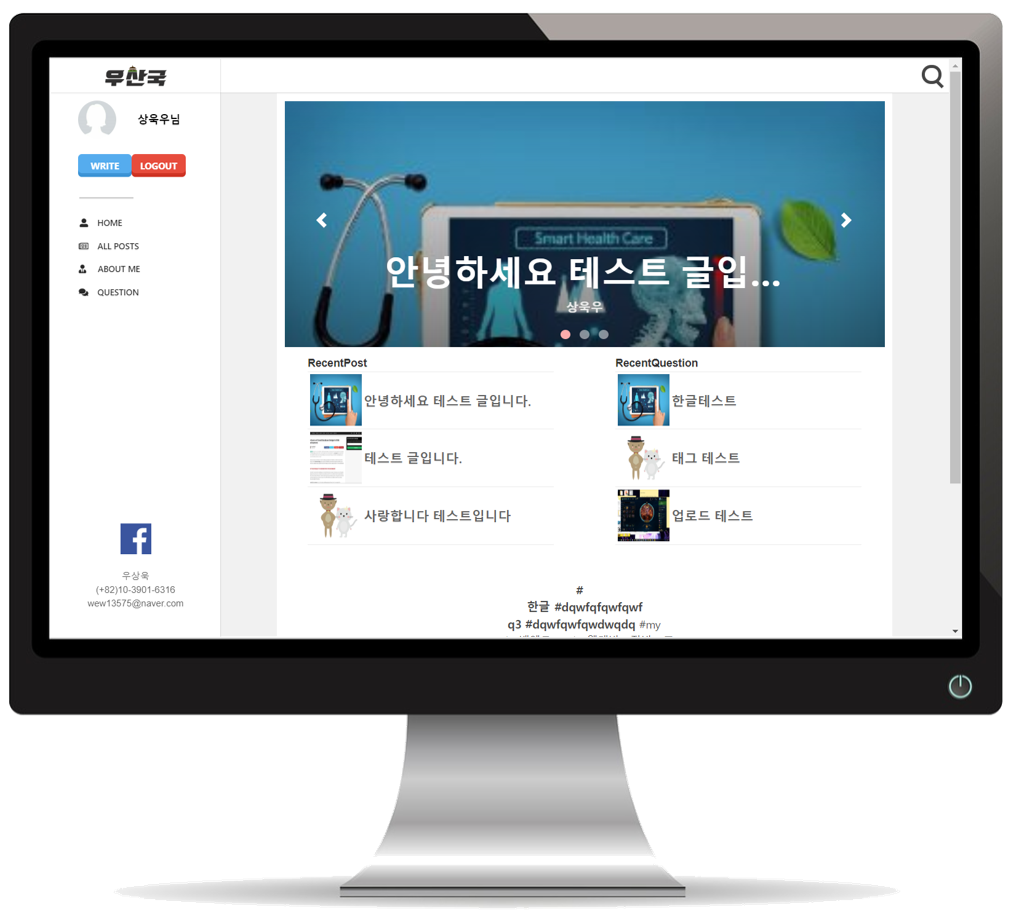 우산국
상욱우님
WRITE
LOGOUT
HOME
ALL POSTS
ABOUT ME
QUESTION
우상욱
(+82)10-3901-6316
wew13575@naver.com
Smart Health Care
안녕하세요 테스트 글입...
상욱우
RecentPost
안녕하세요 테스트 글입니다.
테스트 글입니다.
사랑합니다 테스트입니다
RecentQuestion
한글테스트
태그 테스트
업로드 테스트
#
한글 #dqwfqfqwfqwf
q3 #dqwfwqfwqdwqdq #my